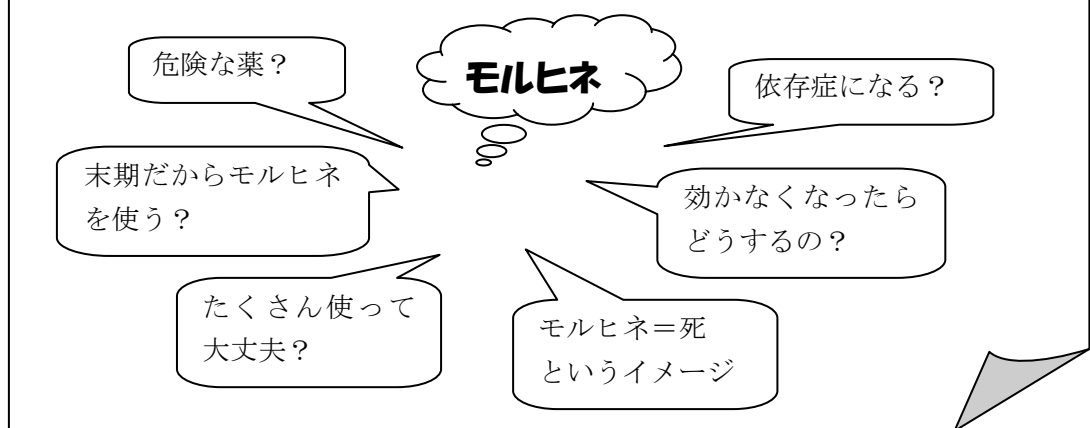 モルヒネ
危険な薬？
依存症になる？
末期だからモルヒネ
を使う？
効かなくなったら
どうするの？
たくさん使って
大丈夫？
モルヒネ＝死
というイメージ